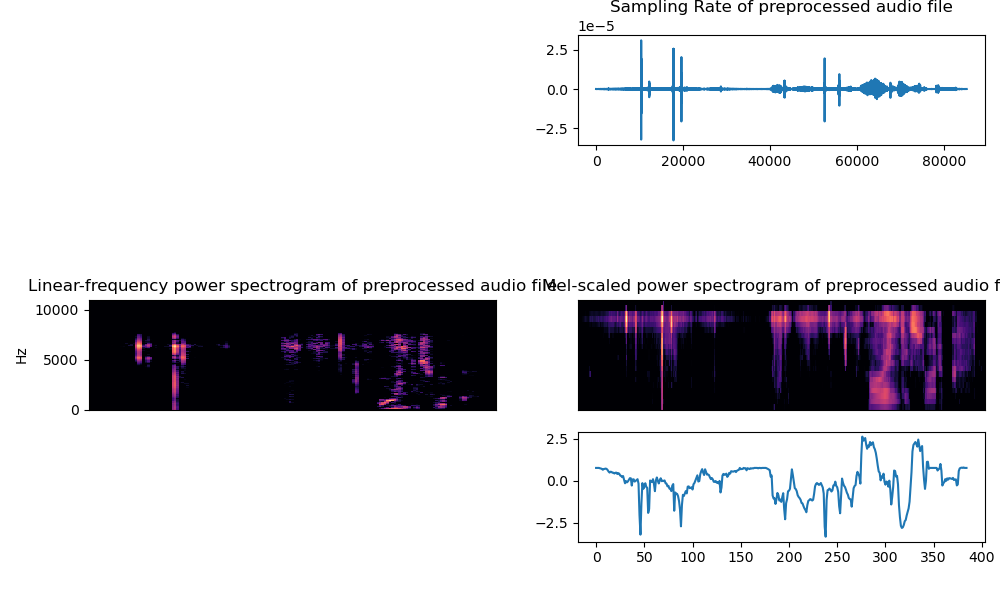 Sampling Rate of preprocessed audio file
1e−5
2.5
0.0
−2.5
0 20000 40000 60000 80000
Linear-frequency power spectrogram of preprocessed audio file
Mel-scaled power spectrogram of preprocessed audio f
10000
5000
0
Hz
2.5
0.0
−2.5
0 50 100 150 200 250 300 350 400